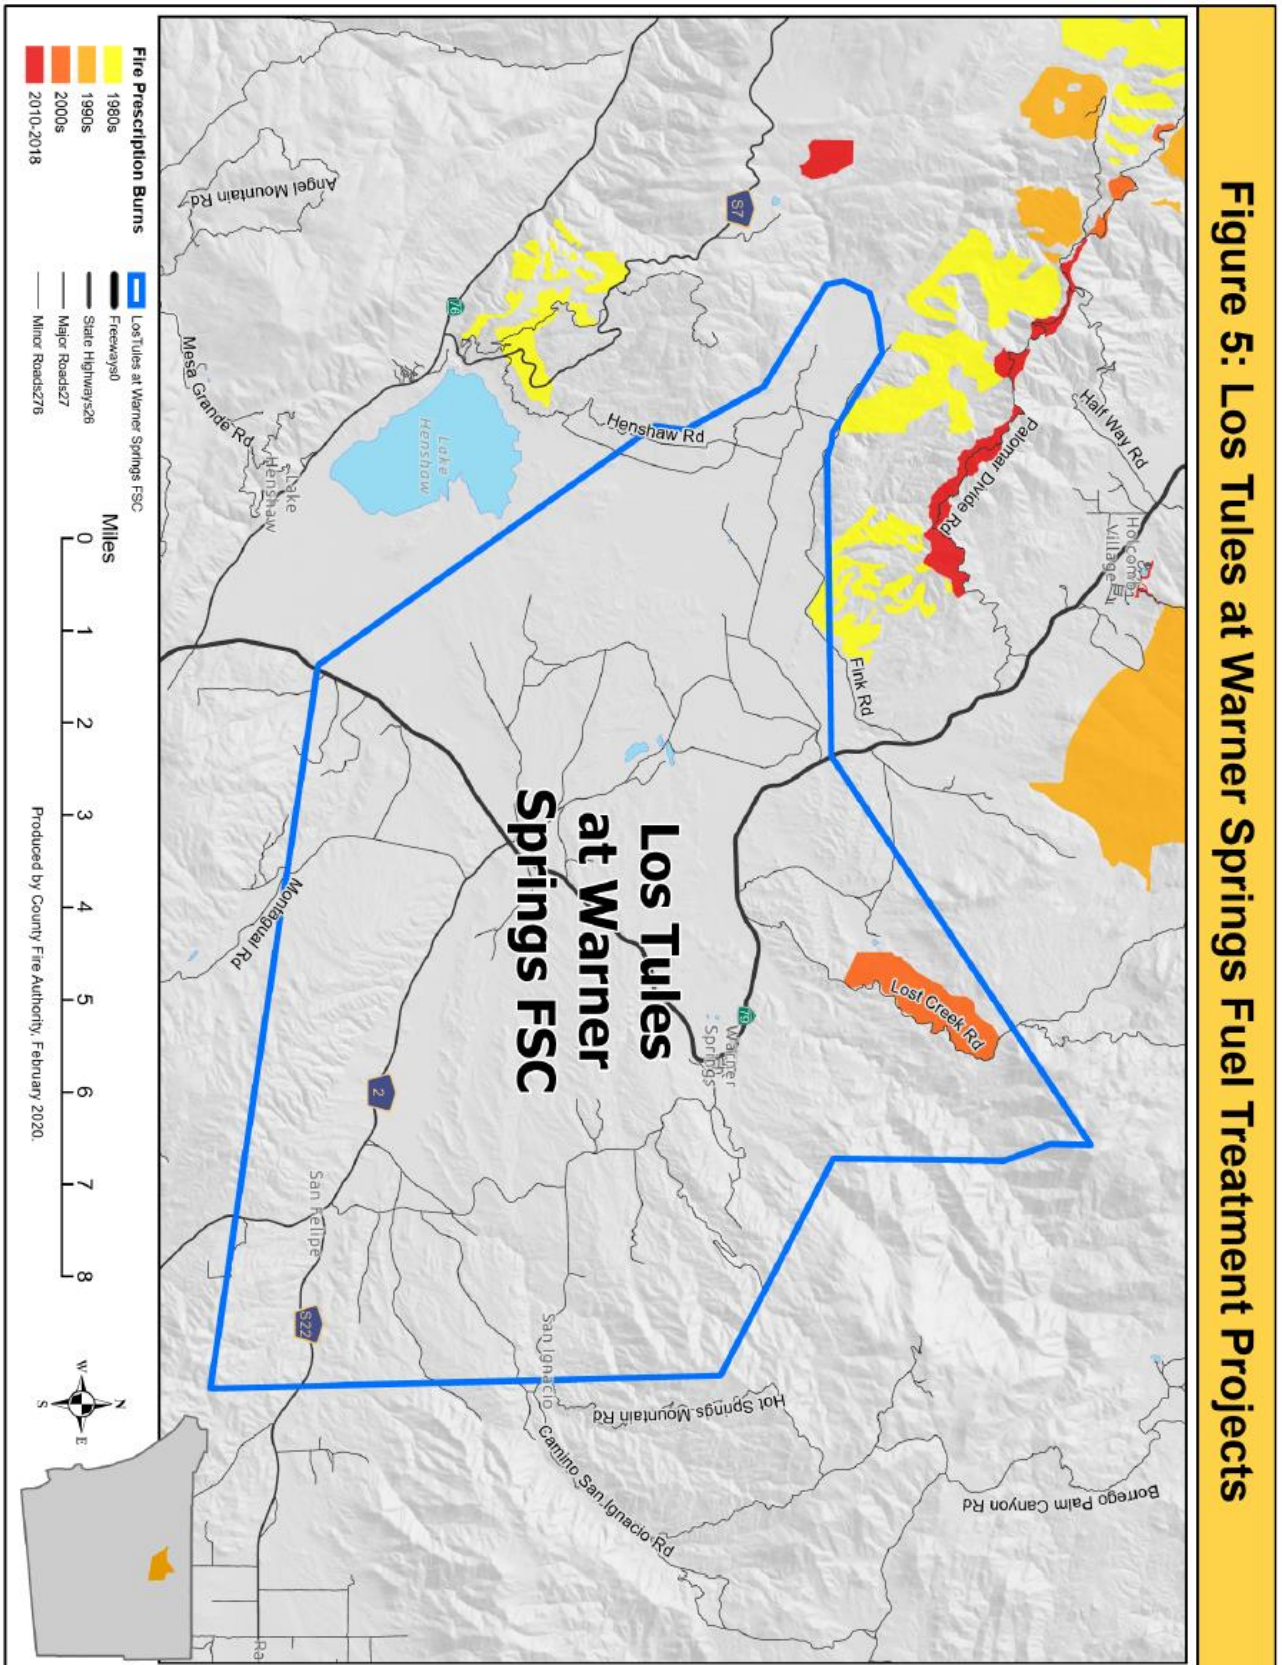 Figure 5: Los Tules at Warner Springs Fuel Treatment Projects
Half Way Rd
Holcomb
Village
Palomar Divide Rd
Fink Rd
Lost Creek Rd
Borrego Palm Canyon Rd
S7
Henshaw Rd
79
Warner
Springs
Hot Springs Mountain Rd
Los Tules
at Warner
Springs FSC
Camino San Ignacio Rd
San Ignacio
76
Lake
Henshaw
2
Angel Mountain Rd
Mesa Grande Rd
Lake
Henshaw
Montagual Rd
San Felipe
S22
Ra
Fire Prescription Burns
1980s
1990s
2000s
2010-2018
LosTules at Warner Springs FSC
Freeways0
State Highways26
Major Roads27
Minor Roads276
Miles
0 1 2 3 4 5 6 7 8
Produced by County Fire Authority, February 2020.
N
W E
S